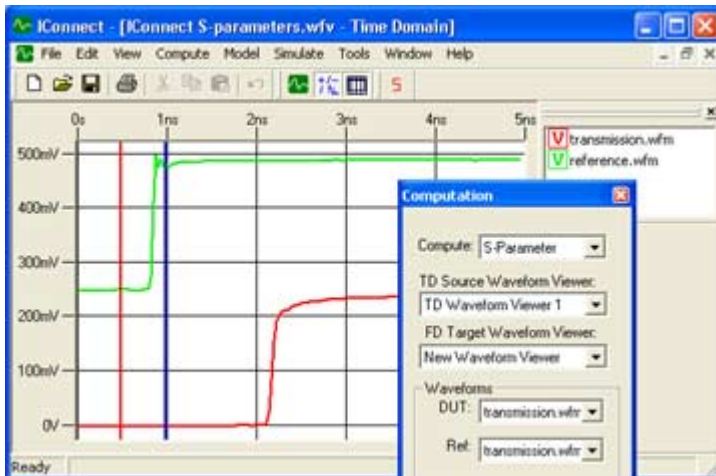 IConnect - [IConnect S-parameters.wfv - Time Domain]
File Edit View Compute Model Simulate Tools Window Help
S
0s 1ns 2ns 3ns 4ns 5ns
V transmission.wfm
V reference.wfm
500mV
400mV
300mV
200mV
100mV
0V
Computation
Compute: S-Parameter
TD Source Waveform Viewer:
TD Waveform Viewer 1
FD Target Waveform Viewer:
New Waveform Viewer
Waveforms
DUT: transmission.wfm
Ref: transmission.wfm
Ready